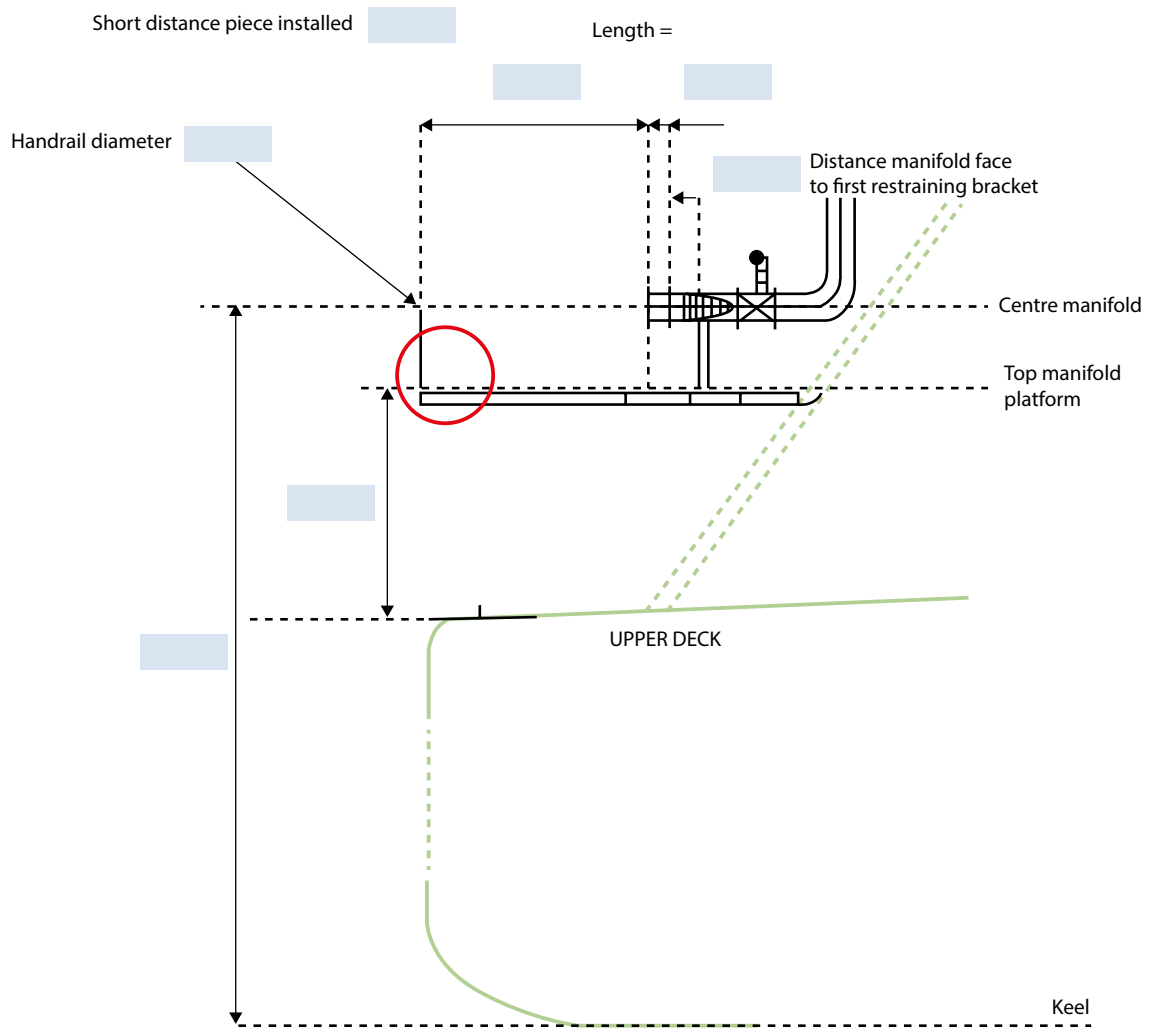 Short distance piece installed
Length =
Handrail diameter
Distance manifold face
to first restraining bracket
Centre manifold
Top manifold
platform
UPPER DECK
Keel